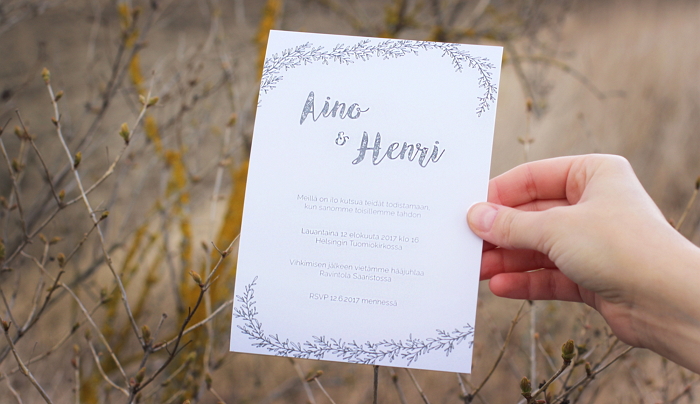 Aino
& Henri
Meillä on ilo kutsua teidät todistamaan
kun sanomme toisillemme tahdon
Lauantaina 12 elokuuta 2017 klo 16
Helsingin Tuomiokirkossa
Vihkimisen jälkeen vietämme hääjuhlaa
Ravintola Saaristossa
RSVP 12.6.2017 mennessä